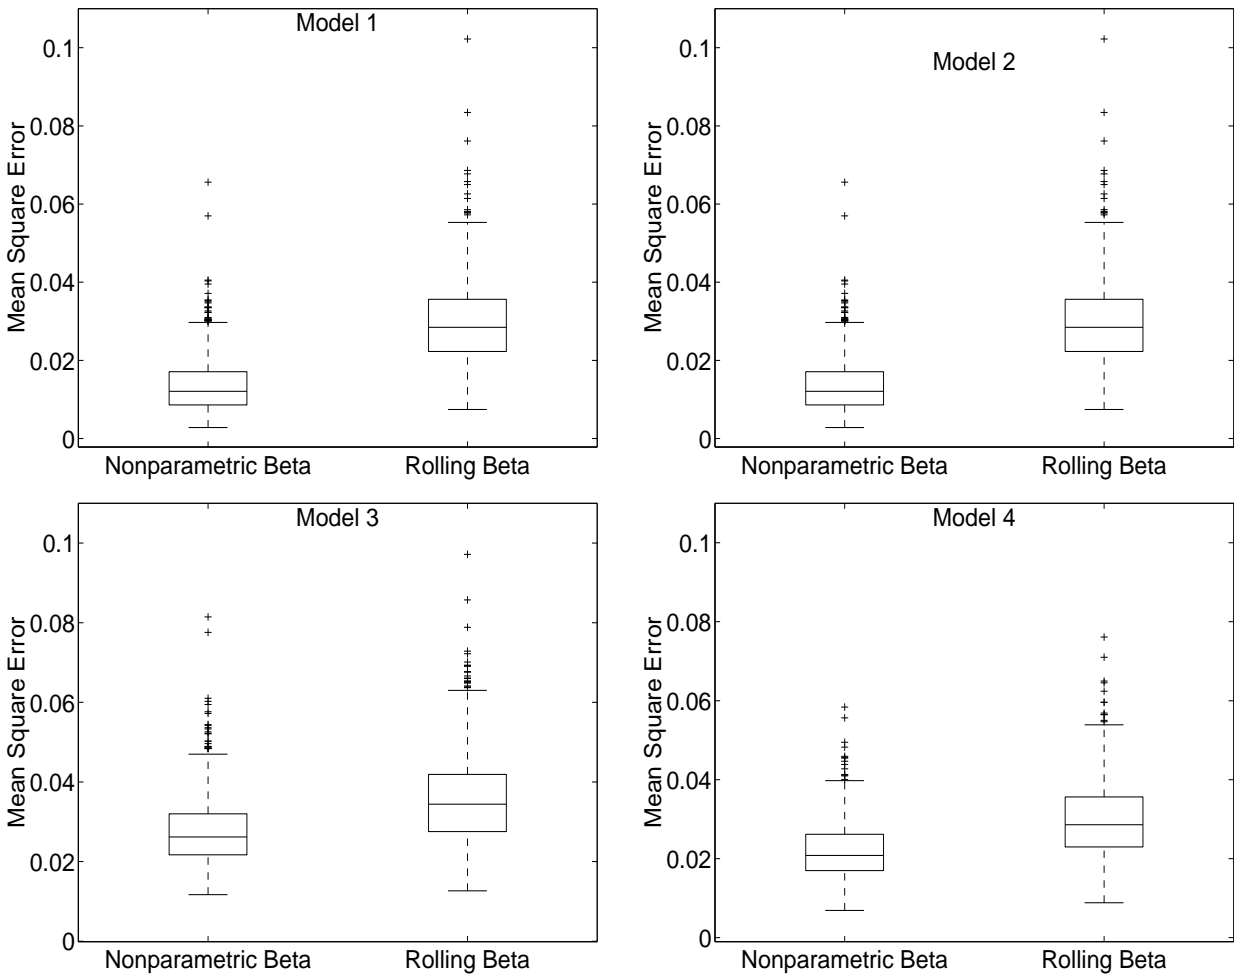 Model 1
0.1
0.08
0.06
0.04
0.02
0
Mean Square Error
Nonparametric Beta
Rolling Beta
Model 2
0.1
0.08
0.06
0.04
0.02
0
Mean Square Error
Nonparametric Beta
Rolling Beta
Model 3
0.1
0.08
0.06
0.04
0.02
0
Mean Square Error
Nonparametric Beta
Rolling Beta
Model 4
0.1
0.08
0.06
0.04
0.02
0
Mean Square Error
Nonparametric Beta
Rolling Beta